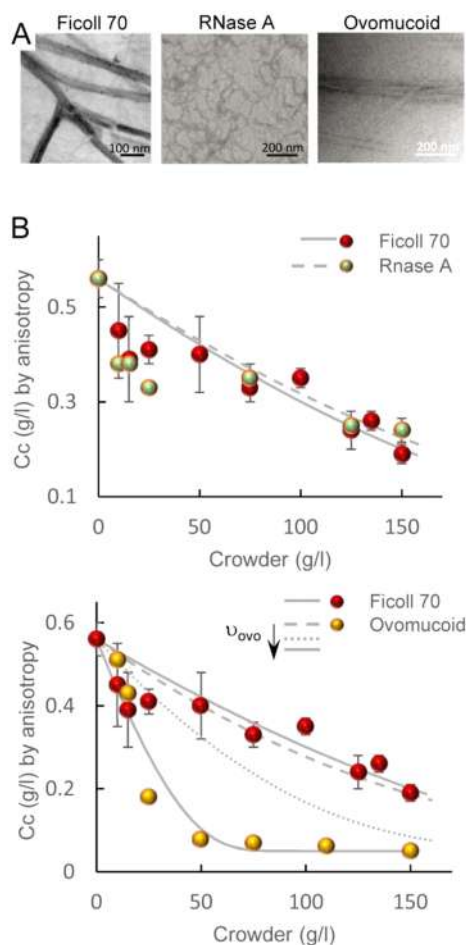 A
Ficoll 70
RNase A
Ovomucoid
100 nm
200 nm
200 nm
B
Ficoll 70
Rnase A
Cc (g/l) by anisotropy
0.5
0.3
0.1
0
50
100
150
Crowder (g/l)
Ficoll 70
Ovomucoid
υovo
Cc (g/l) by anisotropy
0.6
0.4
0.2
0
0
50
100
150
Crowder (g/l)